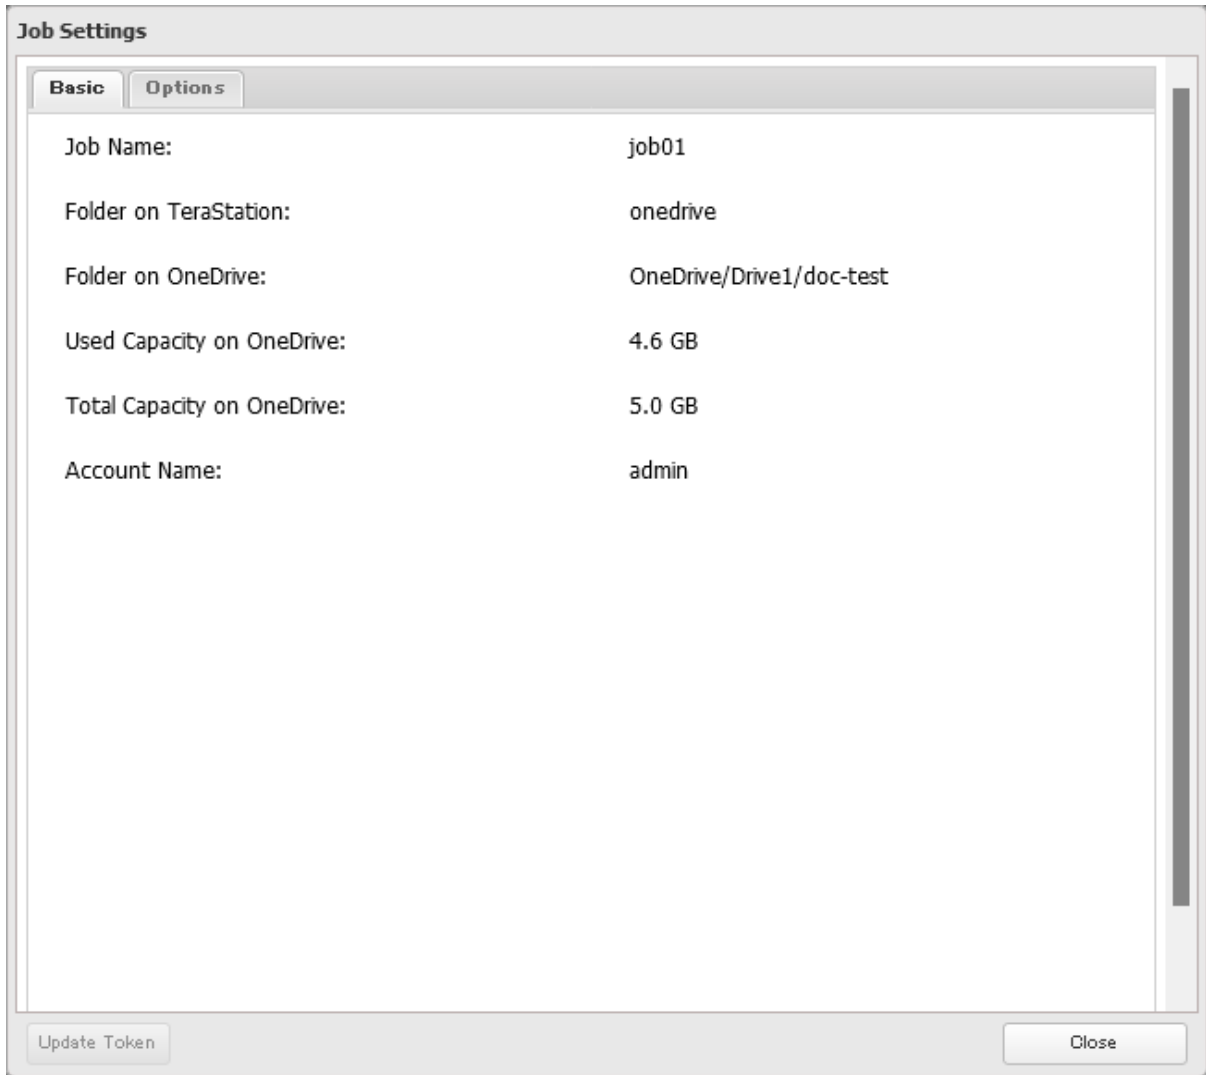 Job Settings
Basic Options
Job Name: job01
Folder on TeraStation: onedrive
Folder on OneDrive: OneDrive/Drive1/doc-test
Used Capacity on OneDrive: 4.6 GB
Total Capacity on OneDrive: 5.0 GB
Account Name: admin
Update Token Close